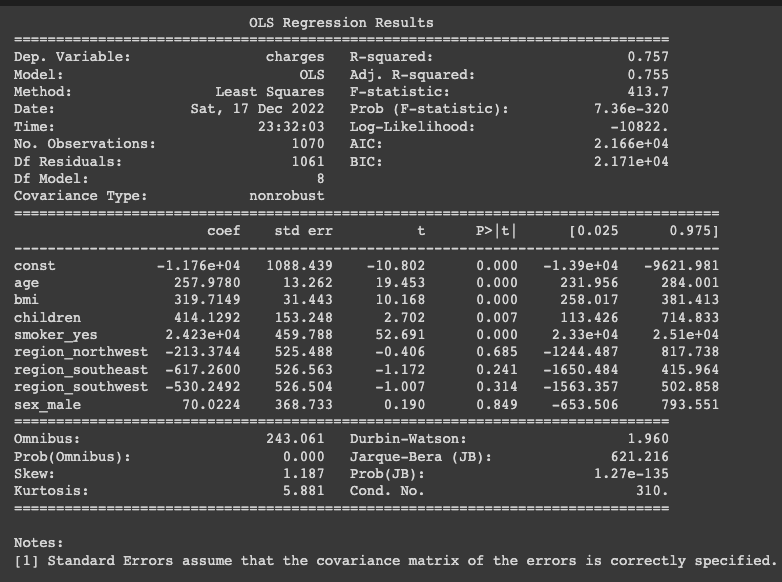 OLS Regression Results
==============================================================================
Dep. Variable: charges R-squared: 0.757
Model: OLS Adj. R-squared: 0.755
Method: Least Squares F-statistic: 413.7
Date: Sat, 17 Dec 2022 Prob (F-statistic): 7.36e-320
Time: 23:32:03 Log-Likelihood: -10822.
No. Observations: 1070 AIC: 2.166e+04
Df Residuals: 1061 BIC: 2.171e+04
Df Model: 8
Covariance Type: nonrobust
====================================================================================
coef std err t P>|t| [0.025 0.975]
------------------------------------------------------------------------------------
const -1.176e+04 1088.439 -10.802 0.000 -1.39e+04 -9621.981
age 257.9780 13.262 19.453 0.000 231.956 284.001
bmi 319.7149 31.443 10.168 0.000 258.017 381.413
children 414.1292 153.248 2.702 0.007 113.426 714.833
smoker_yes 2.423e+04 459.788 52.691 0.000 2.33e+04 2.51e+04
region_northwest -213.3744 525.488 -0.406 0.685 -1244.487 817.738
region_southeast -617.2600 526.563 -1.172 0.241 -1650.484 415.964
region_southwest -530.2492 526.504 -1.007 0.314 -1563.357 502.858
sex_male 70.0224 368.733 0.190 0.849 -653.506 793.551
==============================================================================
Omnibus: 243.061 Durbin-Watson: 1.960
Prob(Omnibus): 0.000 Jarque-Bera (JB): 621.216
Skew: 1.187 Prob(JB): 1.27e-135
Kurtosis: 5.881 Cond. No. 310.
==============================================================================
Notes:
[1] Standard Errors assume that the covariance matrix of the errors is correctly specified.